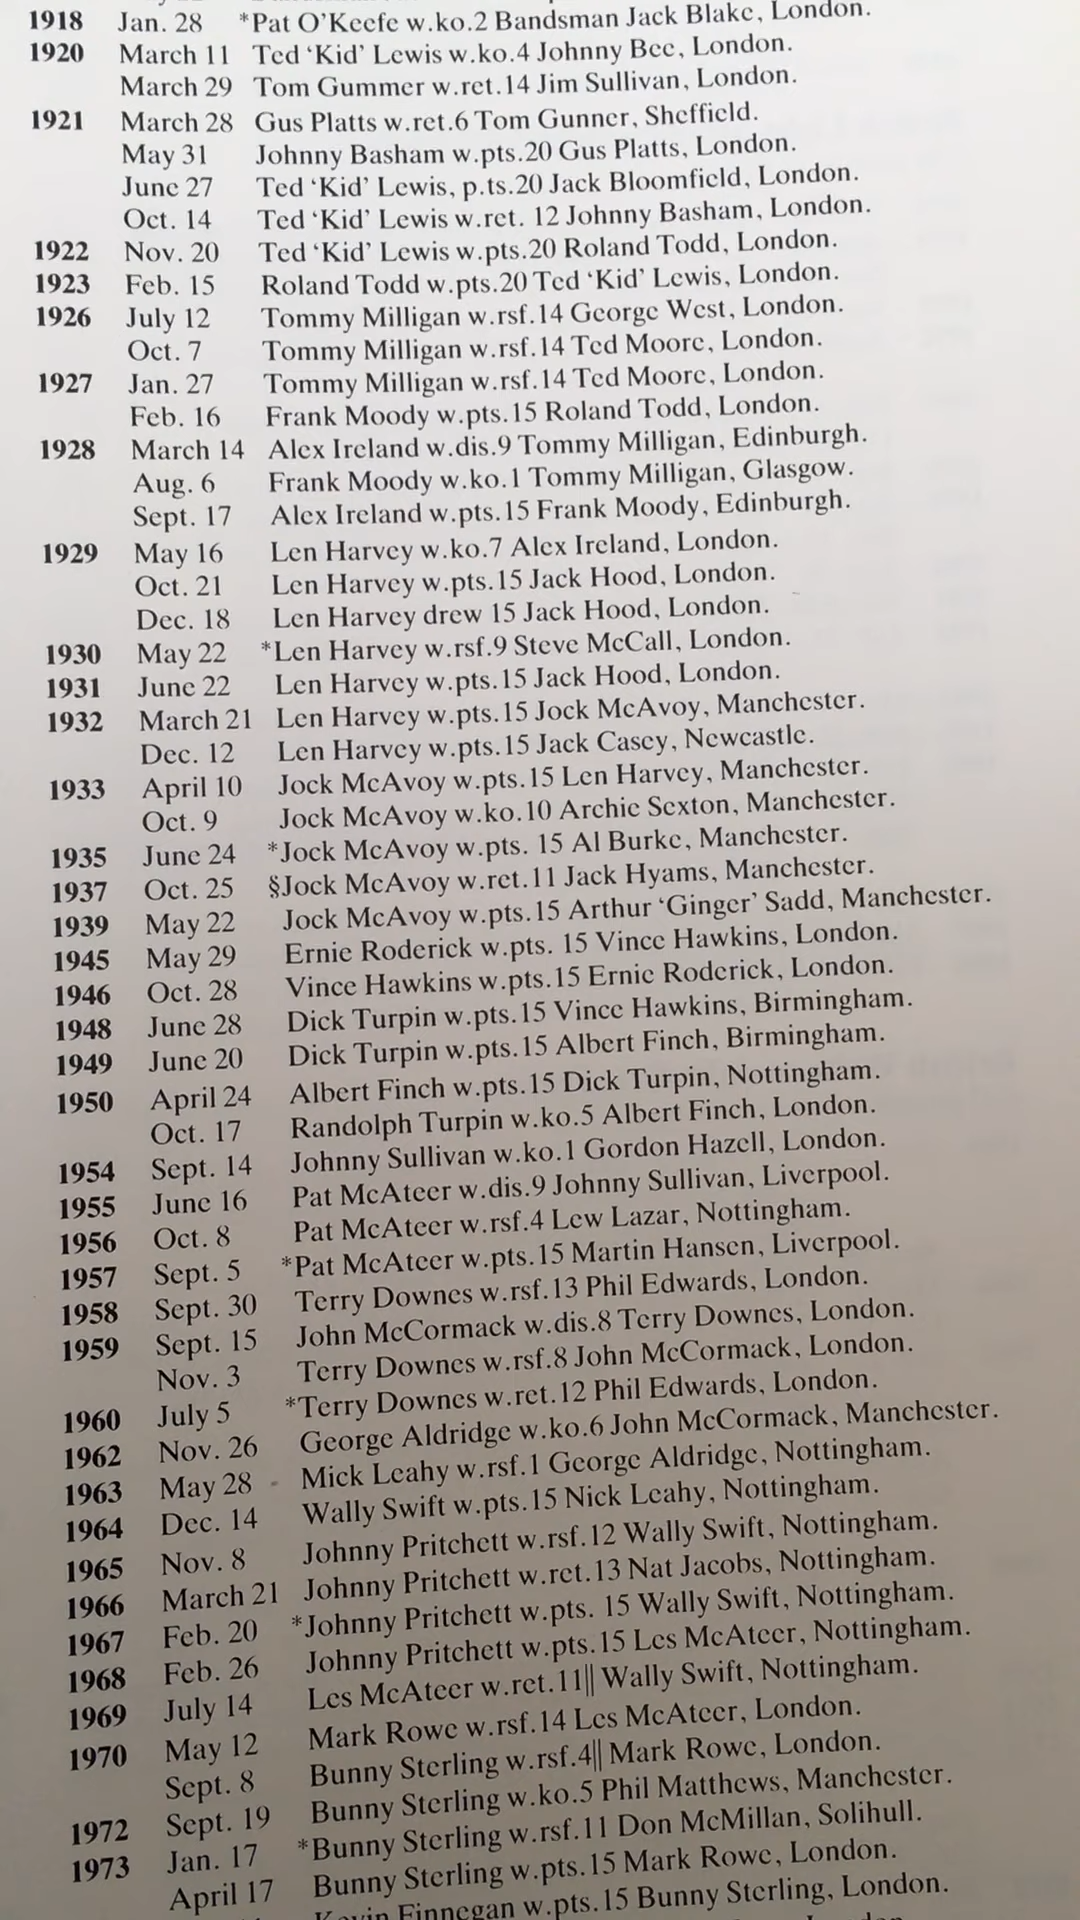 1918 Jan. 28 *Pat O'Keefe w.ko.2 Bandsman Jack Blake, London.
1920 March 11 Ted ‘Kid’ Lewis w.ko.4 Johnny Bee, London.
March 29 Tom Gummer w.ret.14 Jim Sullivan, London.
1921 March 28 Gus Platts w.ret.6 Tom Gunner, Sheffield.
May 31 Johnny Basham w.pts.20 Gus Platts, London.
June 27 Ted ‘Kid’ Lewis, p.ts.20 Jack Bloomfield, London.
Oct. 14 Ted ‘Kid’ Lewis w.ret. 12 Johnny Basham, London.
1922 Nov. 20 Ted ‘Kid’ Lewis w.pts.20 Roland Todd, London.
1923 Feb. 15 Roland Todd w.pts.20 Ted ‘Kid’ Lewis, London.
1926 July 12 Tommy Milligan w.rsf.14 George West, London.
Oct. 7 Tommy Milligan w.rsf.14 Ted Moore, London.
1927 Jan. 27 Tommy Milligan w.rsf.14 Ted Moore, London.
Feb. 16 Frank Moody w.pts.15 Roland Todd, London.
1928 March 14 Alex Ireland w.dis.9 Tommy Milligan, Edinburgh.
Aug. 6 Frank Moody w.ko.1 Tommy Milligan, Glasgow.
Sept. 17 Alex Ireland w.pts.15 Frank Moody, Edinburgh.
1929 May 16 Len Harvey w.ko.7 Alex Ireland, London.
Oct. 21 Len Harvey w.pts.15 Jack Hood, London.
Dec. 18 Len Harvey drew 15 Jack Hood, London.
1930 May 22 *Len Harvey w.rsf.9 Steve McCall, London.
1931 June 22 Len Harvey w.pts.15 Jack Hood, London.
1932 March 21 Len Harvey w.pts.15 Jock McAvoy, Manchester.
Dec. 12 Len Harvey w.pts.15 Jack Casey, Newcastle.
1933 April 10 Jock McAvoy w.pts.15 Len Harvey, Manchester.
Oct. 9 Jock McAvoy w.ko.10 Archie Sexton, Manchester.
1935 June 24 *Jock McAvoy w.pts. 15 Al Burke, Manchester.
1937 Oct. 25 §Jock McAvoy w.ret.11 Jack Hyams, Manchester.
1939 May 22 Jock McAvoy w.pts.15 Arthur ‘Ginger’ Sadd, Manchester.
1945 May 29 Ernie Roderick w.pts. 15 Vince Hawkins, London.
1946 Oct. 28 Vince Hawkins w.pts.15 Ernie Roderick, London.
1948 June 28 Dick Turpin w.pts.15 Vince Hawkins, Birmingham.
1949 June 20 Dick Turpin w.pts.15 Albert Finch, Birmingham.
1950 April 24 Albert Finch w.pts.15 Dick Turpin, Nottingham.
Oct. 17 Randolph Turpin w.ko.5 Albert Finch, London.
1954 Sept. 14 Johnny Sullivan w.ko.1 Gordon Hazell, London.
1955 June 16 Pat McAteer w.dis.9 Johnny Sullivan, Liverpool.
1956 Oct. 8 Pat McAteer w.rsf.4 Lew Lazar, Nottingham.
1957 Sept. 5 *Pat McAteer w.pts.15 Martin Hansen, Liverpool.
1958 Sept. 30 Terry Downes w.rsf.13 Phil Edwards, London.
1959 Sept. 15 John McCormack w.dis.8 Terry Downes, London.
Nov. 3 Terry Downes w.rsf.8 John McCormack, London.
1960 July 5 *Terry Downes w.ret.12 Phil Edwards, London.
1962 Nov. 26 George Aldridge w.ko.6 John McCormack, Manchester.
1963 May 28 Mick Leahy w.rsf.1 George Aldridge, Nottingham.
1964 Dec. 14 Wally Swift w.pts.15 Nick Leahy, Nottingham.
1965 Nov. 8 Johnny Pritchett w.rsf.12 Wally Swift, Nottingham.
1966 March 21 Johnny Pritchett w.ret.13 Nat Jacobs, Nottingham.
1967 Feb. 20 *Johnny Pritchett w.pts. 15 Wally Swift, Nottingham.
1968 Feb. 26 Johnny Pritchett w.pts.15 Les McAteer, Nottingham.
1969 July 14 Les McAteer w.ret.11|| Wally Swift, Nottingham.
1970 May 12 Mark Rowe w.rsf.14 Les McAteer, London.
Sept. 8 Bunny Sterling w.rsf.4|| Mark Rowe, London.
1972 Sept. 19 Bunny Sterling w.ko.5 Phil Matthews, Manchester.
1973 Jan. 17 *Bunny Sterling w.rsf.11 Don McMillan, Solihull.
April 17 Bunny Sterling w.pts.15 Mark Rowe, London.
Kevin Finnegan w.pts.15 Bunny Sterling, London.